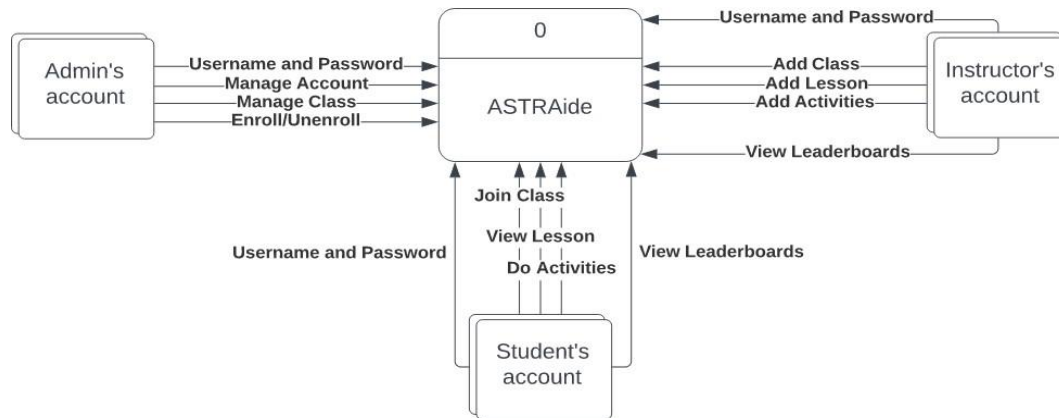 Username and Password
0
Admin's
account
Username and Password
Manage Account
Manage Class
Enroll/Unenroll
ASTRAide
Add Class
Add Lesson
Add Activities
Instructor's
account
View Leaderboards
Join Class
Username and Password
View Lesson
Do Activities
View Leaderboards
Student's
account